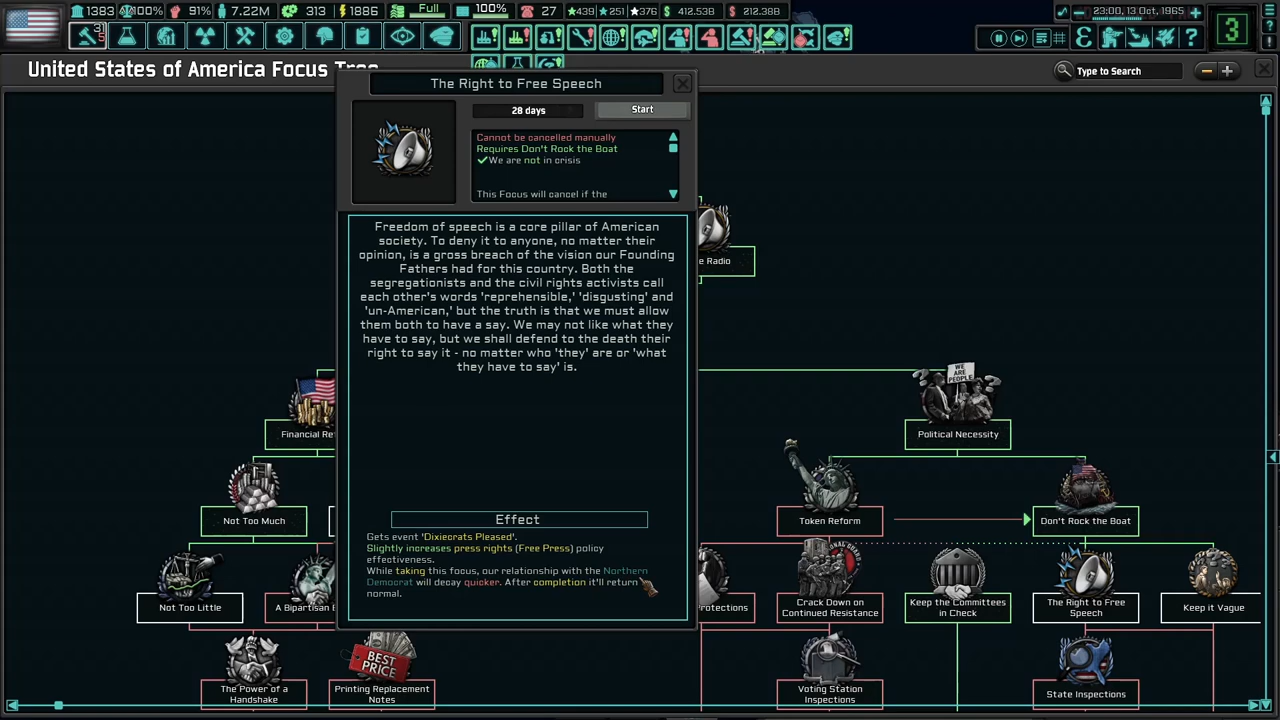 1383 100% 91% 7.22M 313 1886 Full 100% 27 439 251 376 $ 412.53B $ 212.38B 23:00, 13 Oct, 1965
3
United States of America Focus Tree
Type to Search
The Right to Free Speech
28 days
Start
Cannot be cancelled manually
Requires Don't Rock the Boat
We are not in crisis
This Focus will cancel if the
Freedom of speech is a core pillar of American
society. To deny it to anyone, no matter their
opinion, is a gross breach of the vision our Founding
Fathers had for this country. Both the
segregationists and the civil rights activists call
each other's words 'reprehensible,' 'disgusting' and
'un-American,' but the truth is that we must allow
them both to have a say. We may not like what they
have to say, but we shall defend to the death their
right to say it - no matter who 'they' are or 'what
they have to say' is.
Effect
Gets event 'Dixiecrats Pleased'.
Slightly increases press rights (Free Press) policy
effectiveness.
While taking this focus, our relationship with the Northern
Democrat will decay quicker. After completion it'll return
normal.
Radio
WE ARE PEOPLE
Financial
Political Necessity
Not Too Much
Token Reform
Don't Rock the Boat
Not Too Little
A Bipartisan
Protections
Crack Down on
Continued Resistance
Keep the Committees
in Check
The Right to Free
Speech
Keep it Vague
BEST PRICE
The Power of a
Handshake
Printing Replacement
Notes
Voting Station
Inspections
State Inspections